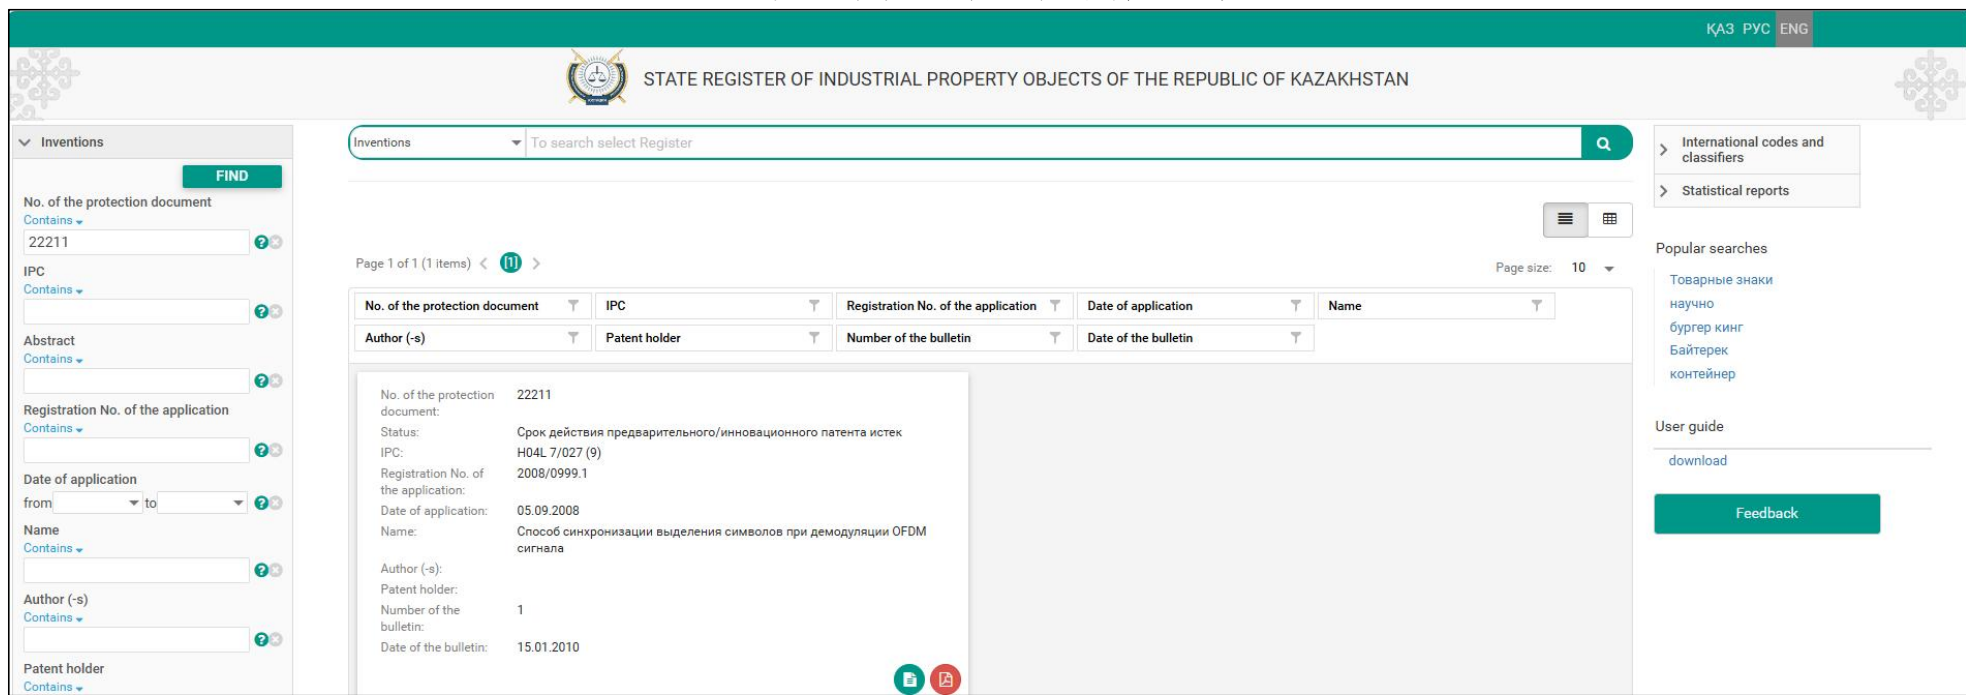 ҚАЗ РУС ENG
STATE REGISTER OF INDUSTRIAL PROPERTY OBJECTS OF THE REPUBLIC OF KAZAKHSTAN
Inventions
FIND
No. of the protection document
Contains
22211
IPC
Contains
Abstract
Contains
Registration No. of the application
Contains
Date of application
from to
Name
Contains
Author (-s)
Contains
Patent holder
Contains
Inventions To search select Register
Page 1 of 1 (1 items) [1]
Page size: 10
No. of the protection document IPC Registration No. of the application Date of application Name
Author (-s) Patent holder Number of the bulletin Date of the bulletin
No. of the protection 22211
document:
Status: Срок действия предварительного/инновационного патента истек
IPC: H04L 7/027 (9)
Registration No. of 2008/0999.1
the application:
Date of application: 05.09.2008
Name: Способ синхронизации выделения символов при демодуляции OFDM
сигнала
Author (-s):
Patent holder:
Number of the 1
bulletin:
Date of the bulletin: 15.01.2010
International codes and
classifiers
Statistical reports
Popular searches
Товарные знаки
научно
бургер кинг
Байтерек
контейнер
User guide
download
Feedback